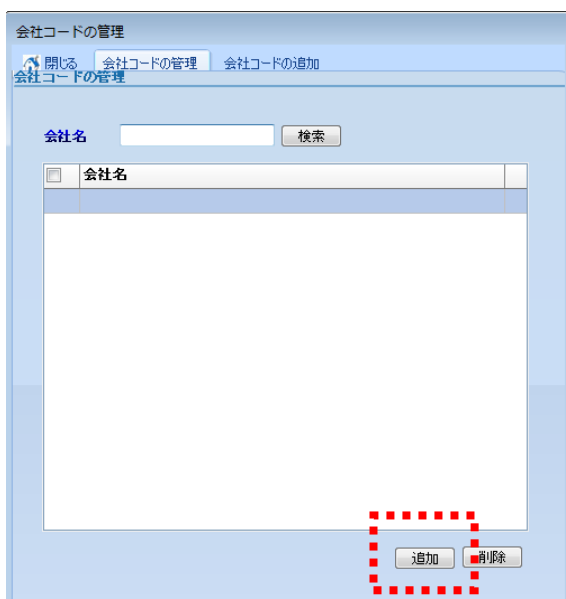 会社コードの管理
閉じる 会社コードの管理 会社コードの追加
会社コードの管理
会社名 検索
会社名
追加 削除